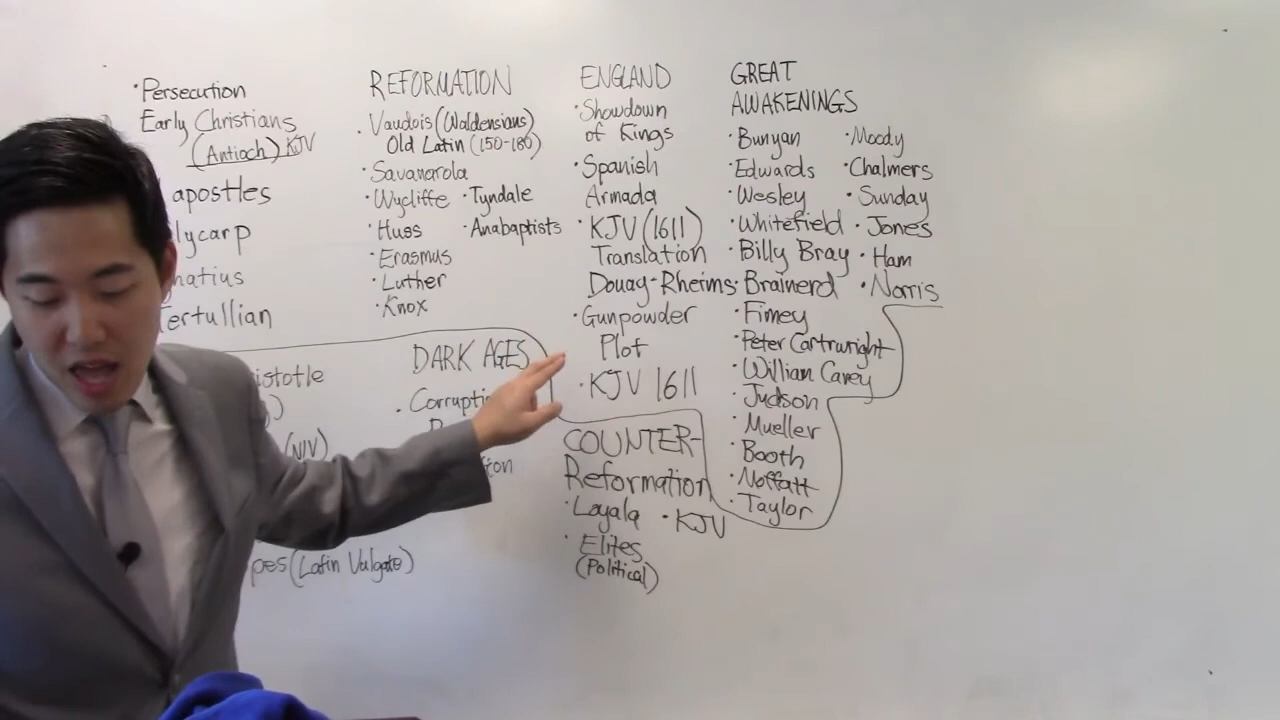 · Persecution
Early Christians
(Antioch) KJV
apostles
lycarp
natius
Tertullian
REFORMATION
· Vaudois (Waldensians)
Old Latin (150-180)
· Savanarola
· Wycliffe · Tyndale
· Huss · Anabaptists
· Erasmus
· Luther
· Knox
istotle
(NIV)
pes (Latin Vulgate)
DARK AGES
· Corruptio
ENGLAND
· Showdown
of Kings
· Spanish
Armada
· KJV (1611)
Translation
Douay-Rheims
· Gunpowder
Plot
· KJV 1611
COUNTER-
Reformation
· Loyala · KJV
· Elites
(Political)
GREAT
AWAKENINGS
· Bunyan · Moody
· Edwards · Chalmers
· Wesley · Sunday
· Whitefield · Jones
· Billy Bray · Ham
· Brainerd · Norris
· Finney
· Peter Cartwright
· William Carey
· Judson
· Mueller
· Booth
· Noffatt
· Taylor